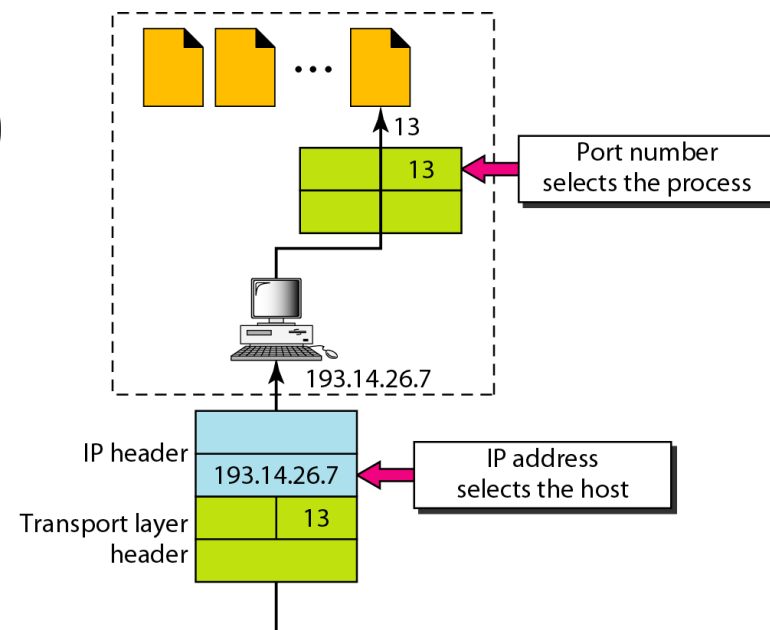 13
13
Port number
selects the process
193.14.26.7
IP header
193.14.26.7
IP address
selects the host
Transport layer
header
13